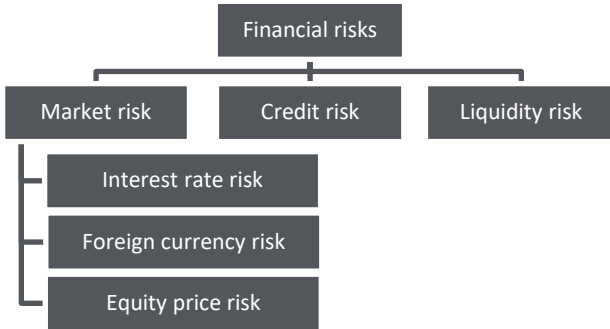 Financial risks
Market risk
Credit risk
Liquidity risk
Interest rate risk
Foreign currency risk
Equity price risk